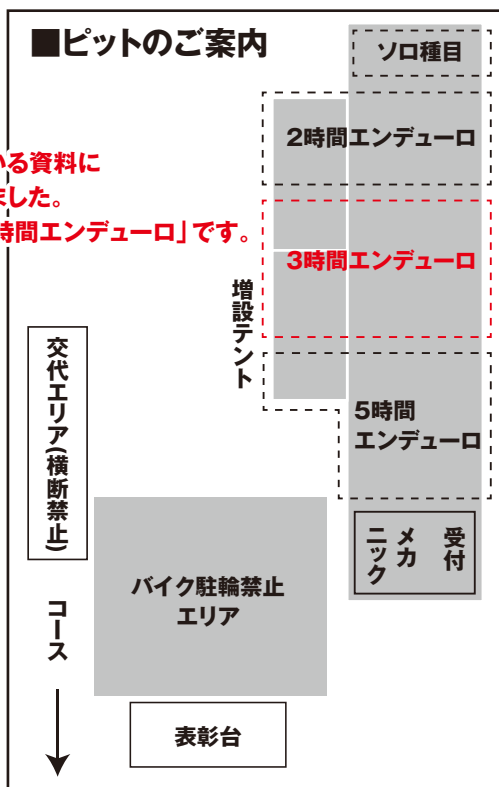 ■ピットのご案内
ソロ種目
2時間エンデューロ
いる資料に
ました。
時間エンデューロ」です。
3時間エンデューロ
増設テント
5時間
エンデューロ
交代エリア(横断禁止)
受付
メカ
ニック
バイク駐輪禁止
エリア
コース
表彰台